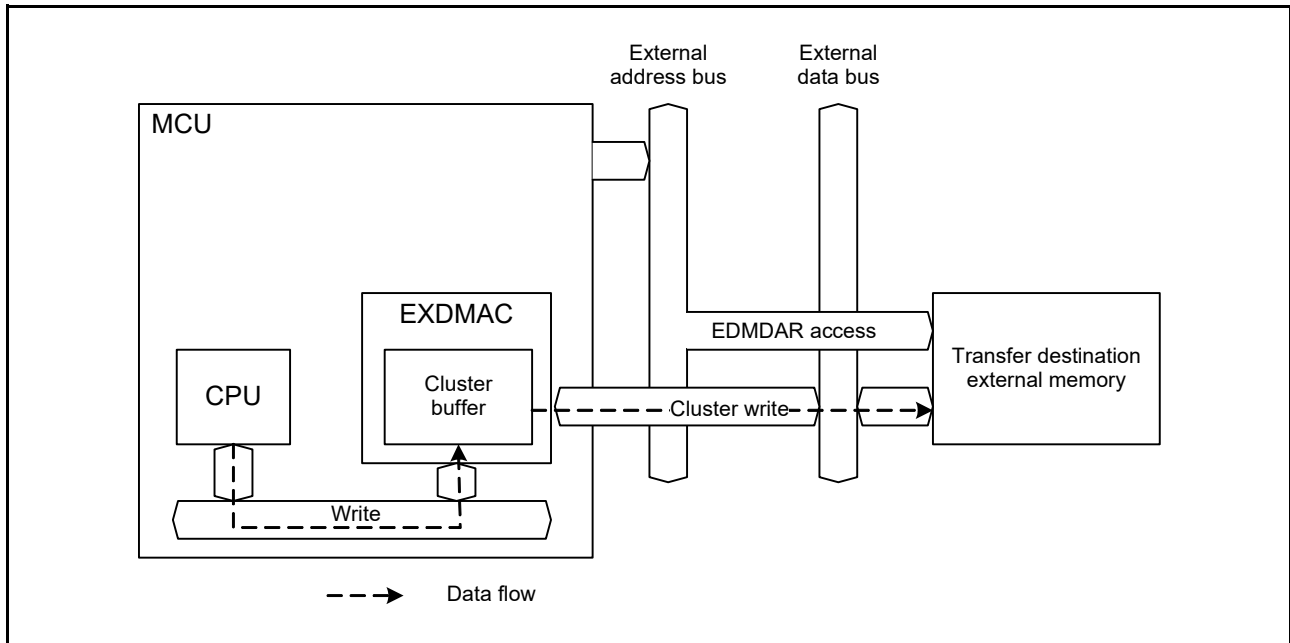 External
address bus
External
data bus
MCU
EXDMAC
EDMDAR access
Transfer destination
external memory
CPU
Cluster
buffer
Cluster write
Write
Data flow